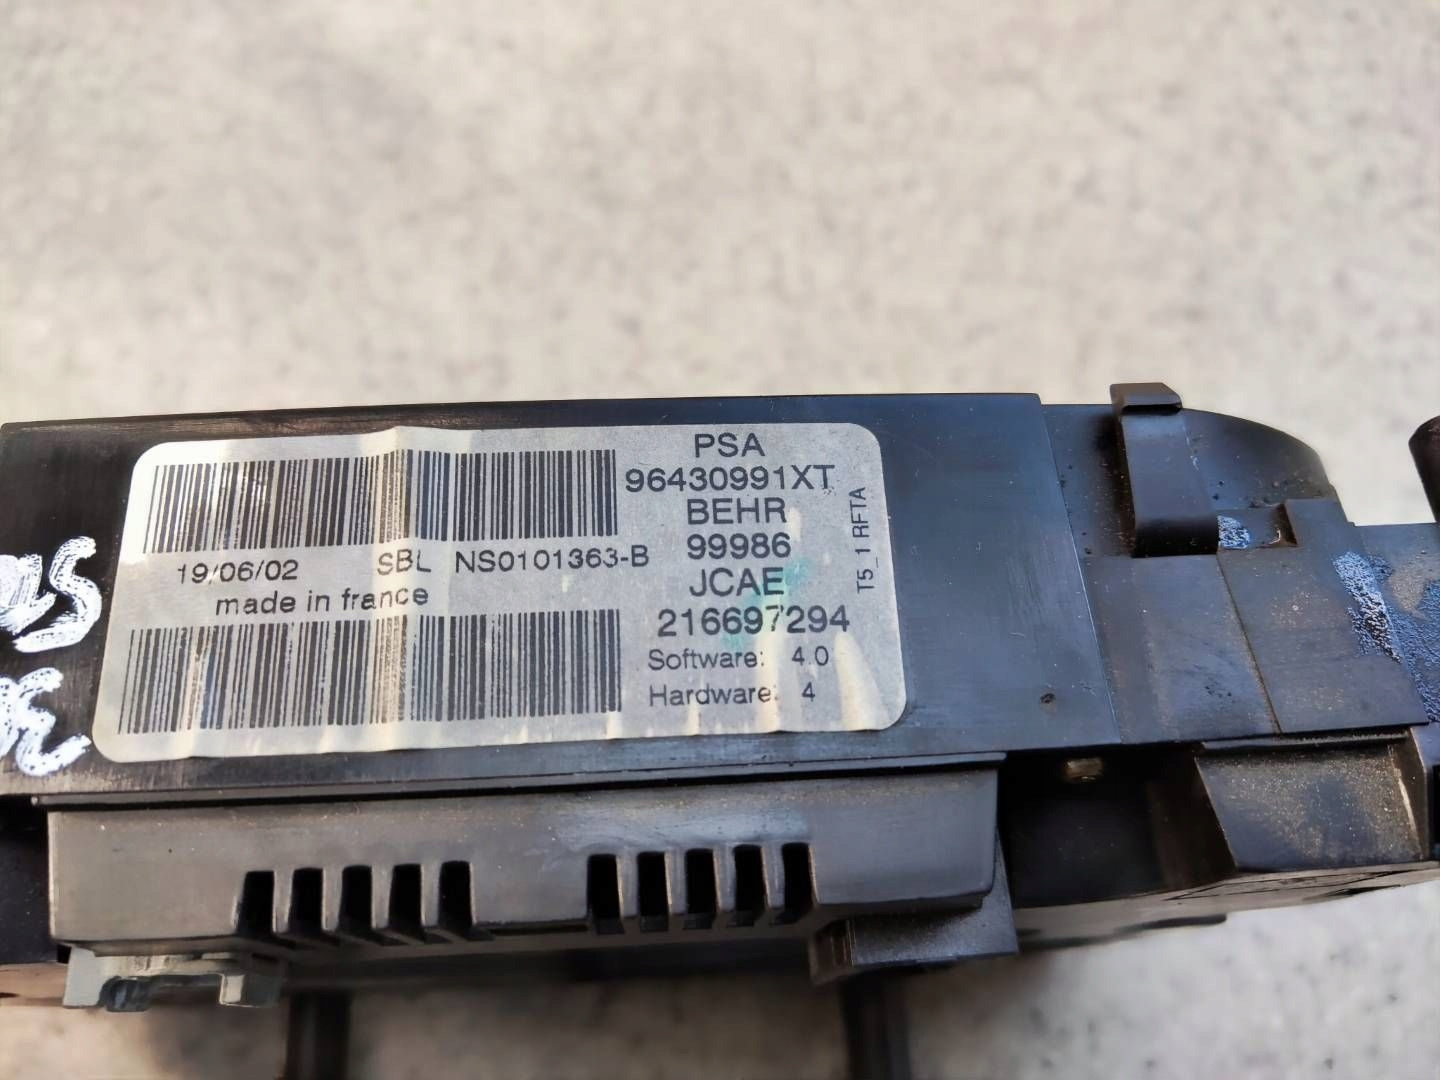 PSA
96430991XT
BEHR
99986
JCAE
216697294
Software: 4.0
Hardware: 4
T5_1 RFTA
19/06/02 SBL NS0101363-B
made in france